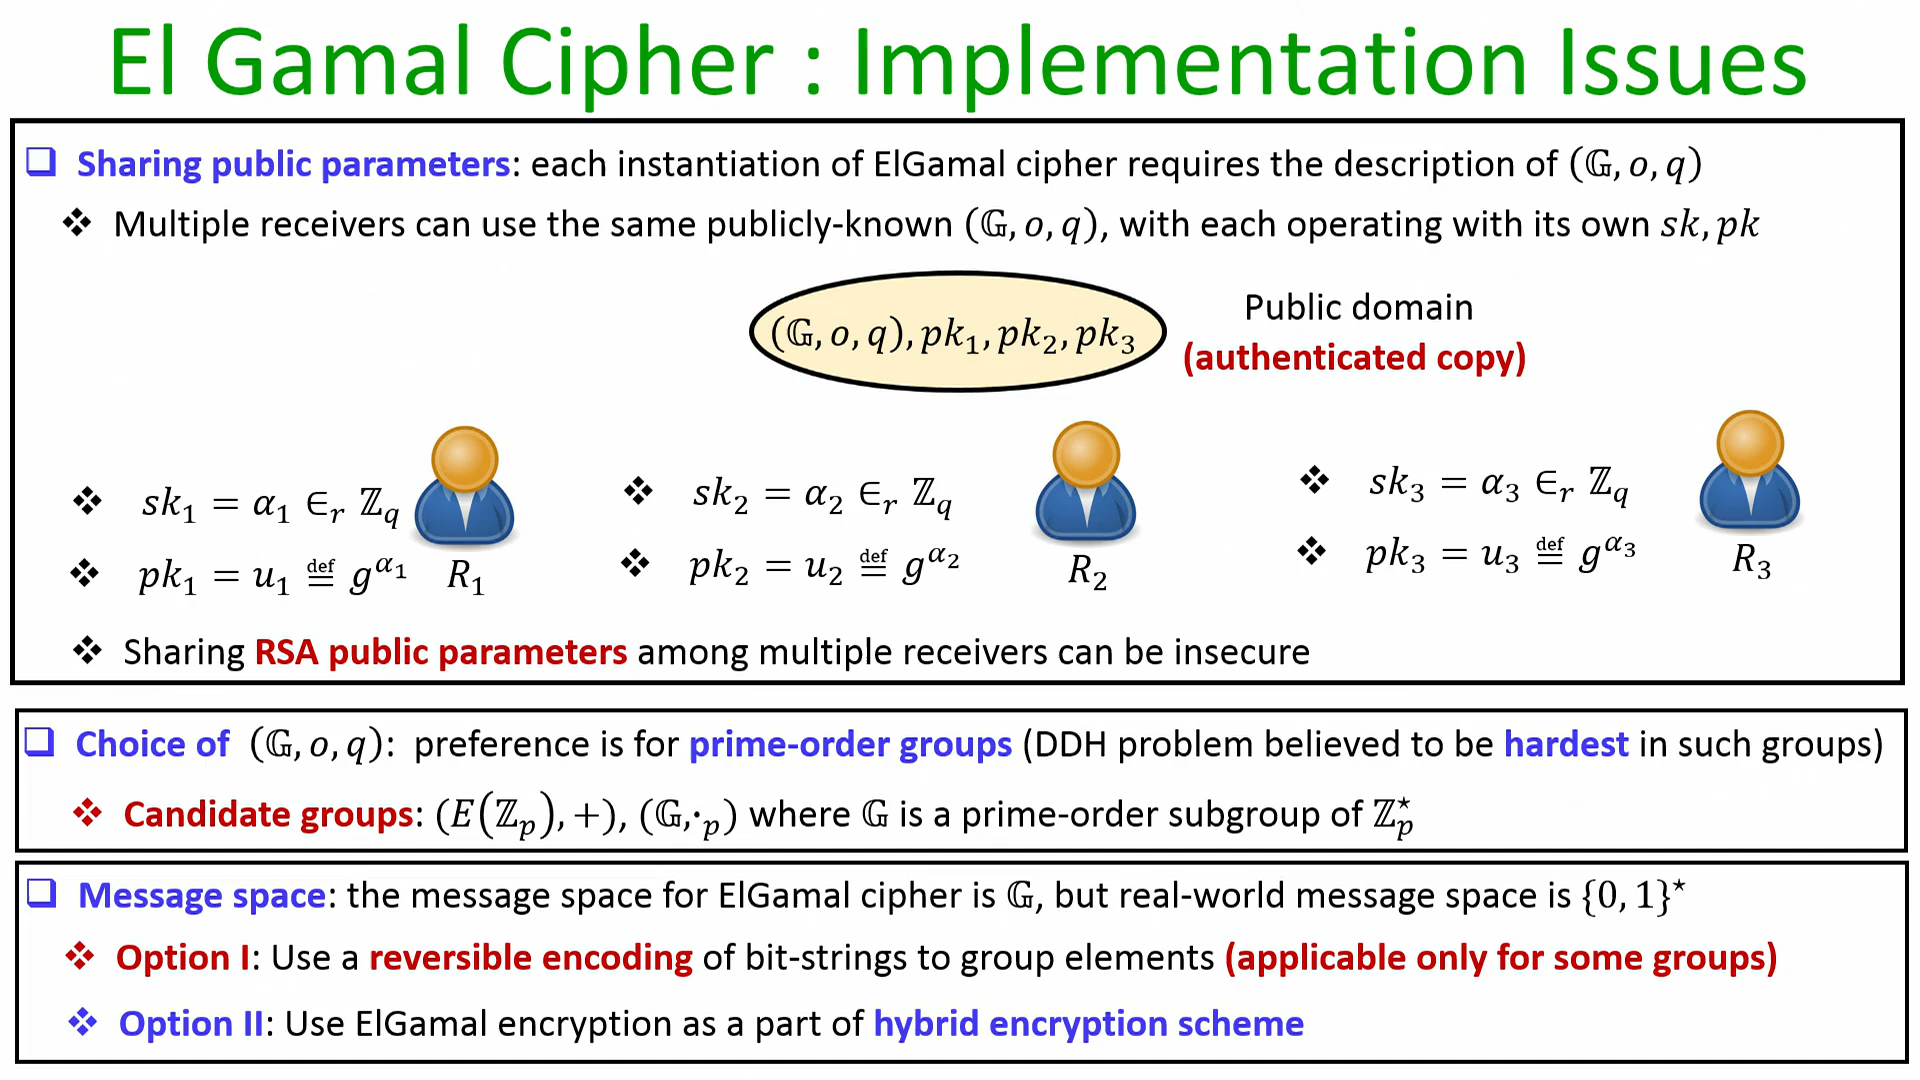 El Gamal Cipher : Implementation Issues
❑ Sharing public parameters: each instantiation of ElGamal cipher requires the description of (𝔾, o, q)
❖ Multiple receivers can use the same publicly-known (𝔾, o, q), with each operating with its own sk, pk
(𝔾, o, q), pk₁, pk₂, pk₃
Public domain
(authenticated copy)
❖ sk₁ = α₁ ∈ᵣ ℤ_q
❖ pk₁ = u₁ ≝ g^α₁
R₁
❖ sk₂ = α₂ ∈ᵣ ℤ_q
❖ pk₂ = u₂ ≝ g^α₂
R₂
❖ sk₃ = α₃ ∈ᵣ ℤ_q
❖ pk₃ = u₃ ≝ g^α₃
R₃
❖ Sharing RSA public parameters among multiple receivers can be insecure
❑ Choice of (𝔾, o, q): preference is for prime-order groups (DDH problem believed to be hardest in such groups)
❖ Candidate groups: (E(ℤ_p), +), (𝔾,·_p) where 𝔾 is a prime-order subgroup of ℤ_p^⋆
❑ Message space: the message space for ElGamal cipher is 𝔾, but real-world message space is {0, 1}^⋆
❖ Option I: Use a reversible encoding of bit-strings to group elements (applicable only for some groups)
❖ Option II: Use ElGamal encryption as a part of hybrid encryption scheme